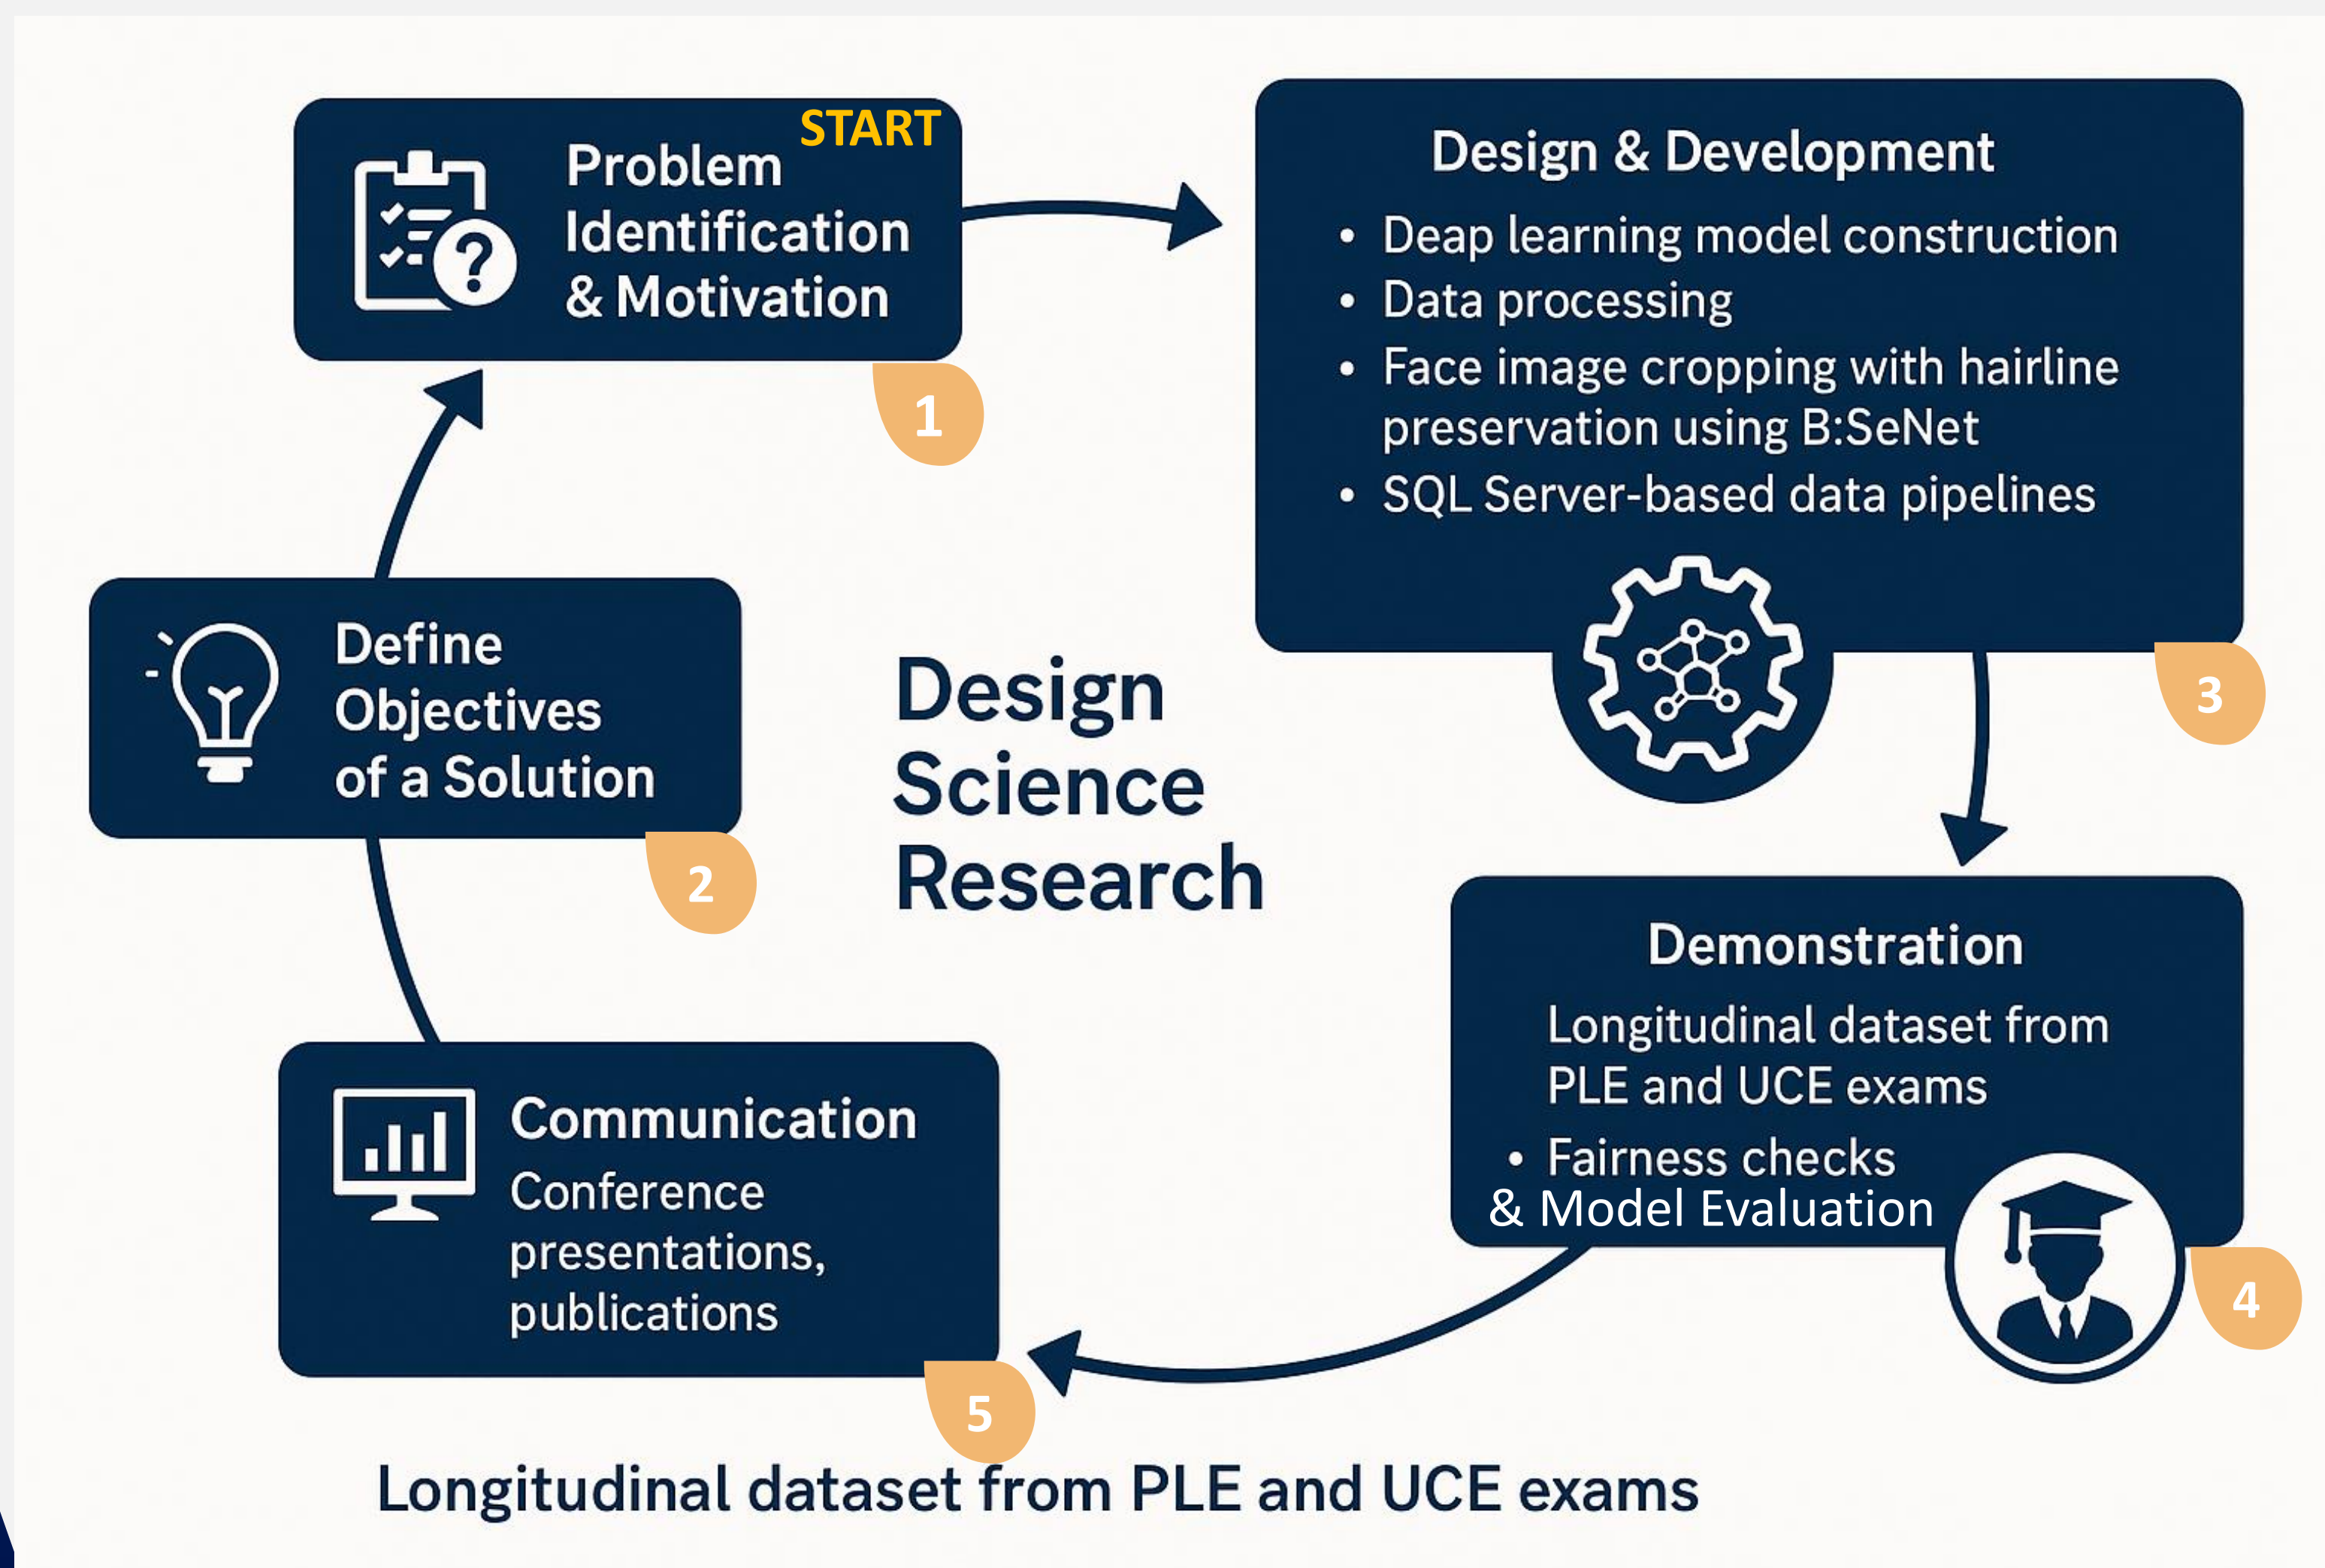 START
Problem
Identification
& Motivation
1
Design & Development
• Deap learning model construction
• Data processing
• Face image cropping with hairline
preservation using B:SeNet
• SQL Server-based data pipelines
3
Define
Objectives
of a Solution
2
Design
Science
Research
Demonstration
Longitudinal dataset from
PLE and UCE exams
• Fairness checks
& Model Evaluation
4
Communication
Conference
presentations,
publications
5
Longitudinal dataset from PLE and UCE exams